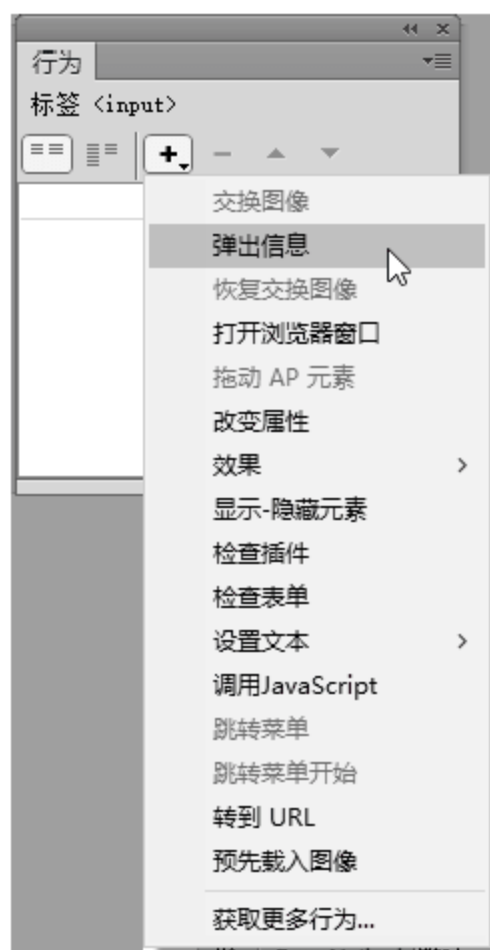 行为
标签 <input>
交换图像
弹出信息
恢复交换图像
打开浏览器窗口
拖动 AP 元素
改变属性
效果
显示-隐藏元素
检查插件
检查表单
设置文本
调用JavaScript
跳转菜单
跳转菜单开始
转到 URL
预先载入图像
获取更多行为...